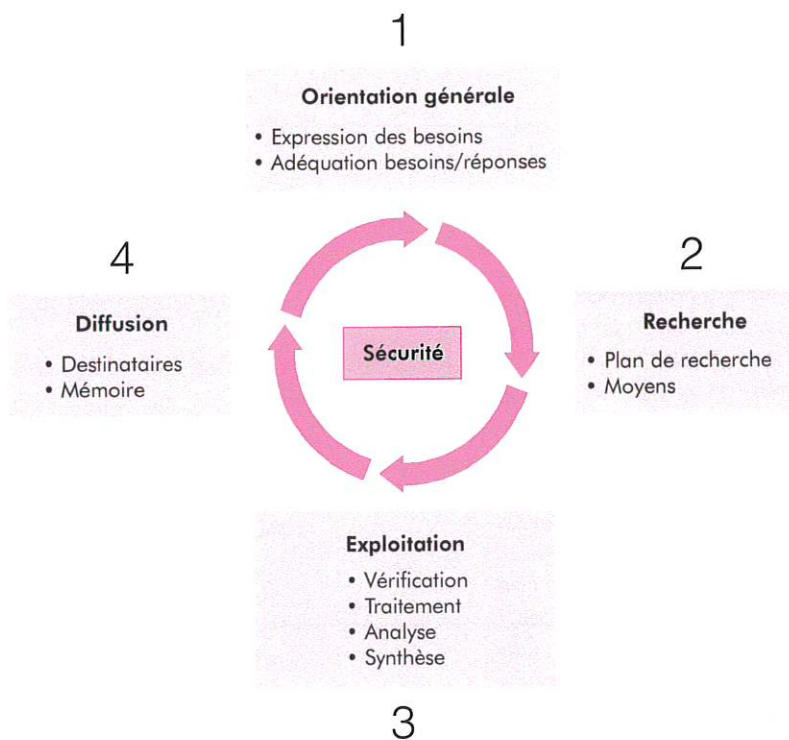 1
Orientation générale
• Expression des besoins
• Adéquation besoins/réponses
4
Diffusion
• Destinataires
• Mémoire
Sécurité
2
Recherche
• Plan de recherche
• Moyens
Exploitation
• Vérification
• Traitement
• Analyse
• Synthèse
3